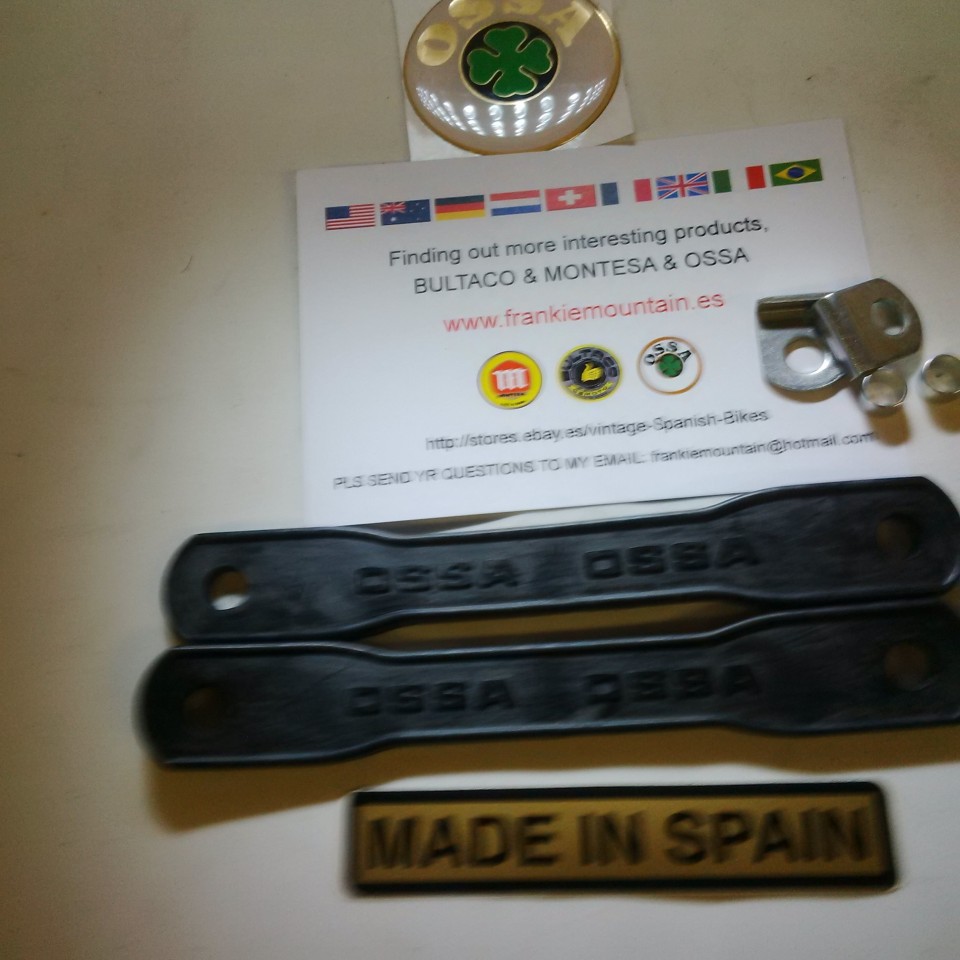 OSSA
Finding out more interesting products,
BULTACO & MONTESA & OSSA
www.frankiemountain.es
OSSA
http://stores.ebay.es/vintage-Spanish-Bikes
PLS SEND YR QUESTIONS TO MY EMAIL: frankiemountain@hotmail.com
OSSA OSSA
OSSA OSSA
MADE IN SPAIN